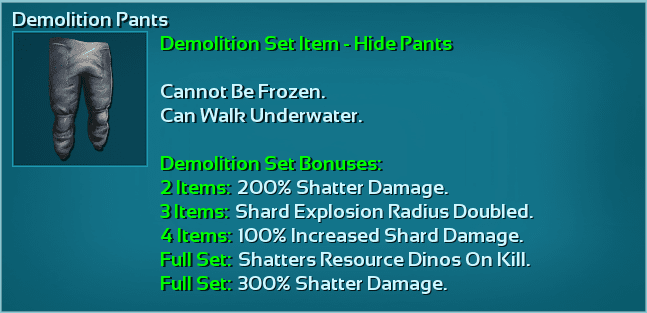 Demolition Pants
Demolition Set Item - Hide Pants
Cannot Be Frozen.
Can Walk Underwater.
Demolition Set Bonuses:
2 Items: 200% Shatter Damage.
3 Items: Shard Explosion Radius Doubled.
4 Items: 100% Increased Shard Damage.
Full Set: Shatters Resource Dinos On Kill.
Full Set: 300% Shatter Damage.